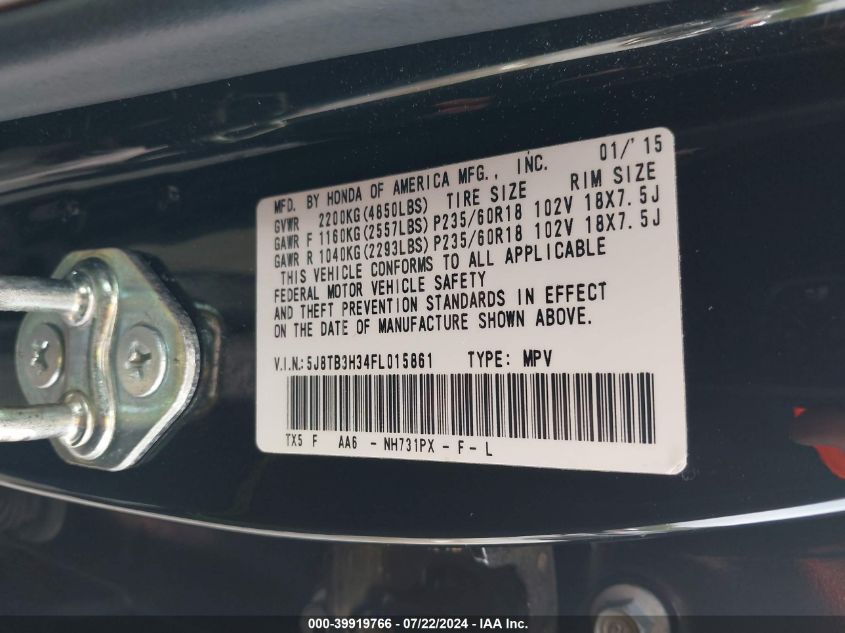 MFD. BY HONDA OF AMERICA MFG., INC. 01/'15
GVWR 2200KG(4850LBS) TIRE SIZE RIM SIZE
GAWR F 1160KG(2557LBS)P235/60R18 102V 18X7.5J
GAWR R 1040KG(2293LBS)P235/60R18 102V 18X7.5J
THIS VEHICLE CONFORMS TO ALL APPLICABLE
FEDERAL MOTOR VEHICLE SAFETY
AND THEFT PREVENTION STANDARDS IN EFFECT
ON THE DATE OF MANUFACTURE SHOWN ABOVE.
V.I.N.:5J8TB3H34FL015861 TYPE: MPV
TX5 F AA6 - NH731PX - F - L
000-39919766 - 07/22/2024 - IAA Inc.